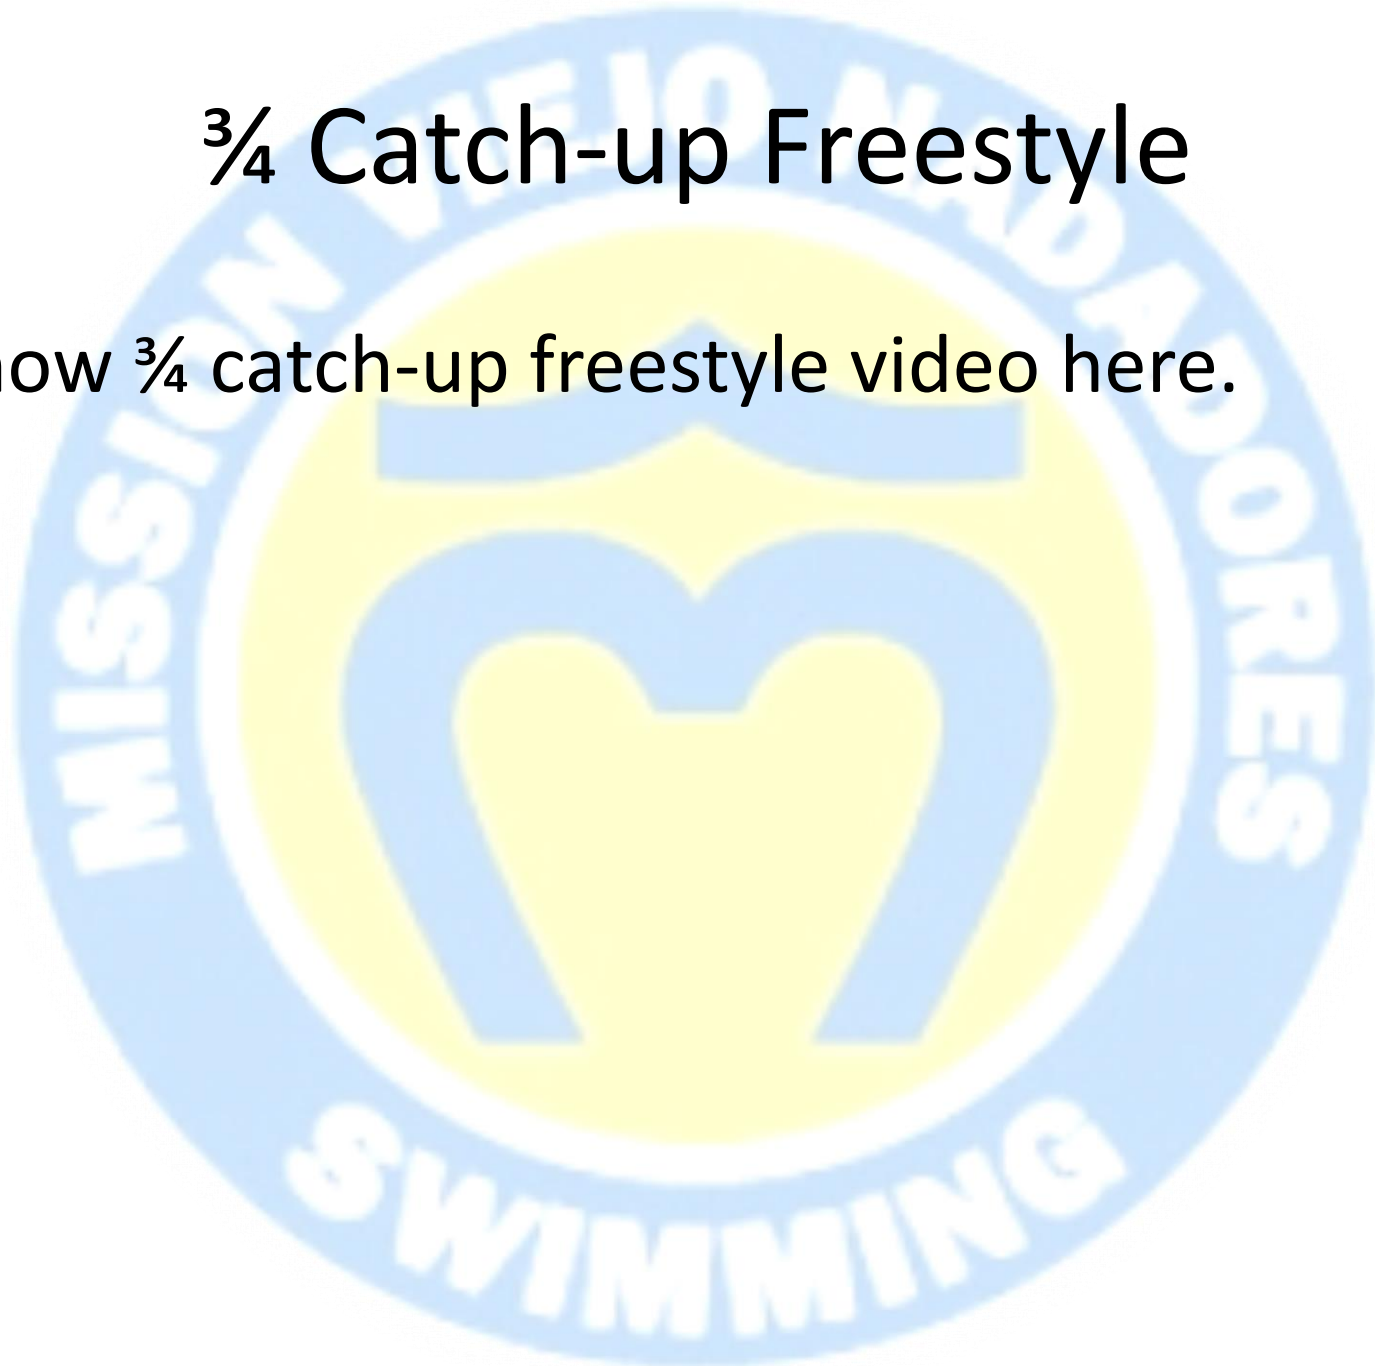 ¾ Catch-up Freestyle
ow ¾ catch-up freestyle video here.
MISSION VIEJO NADADORES
SWIMMING